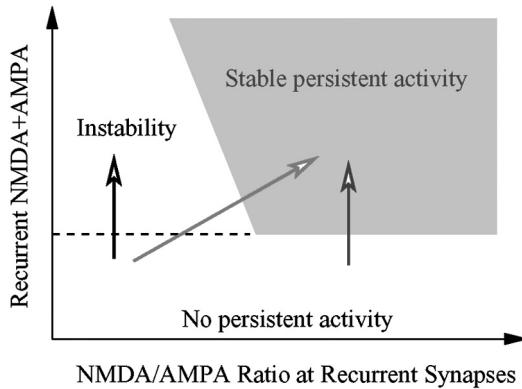 Recurrent NMDA+AMPA
Stable persistent activity
Instability
No persistent activity
NMDA/AMPA Ratio at Recurrent Synapses